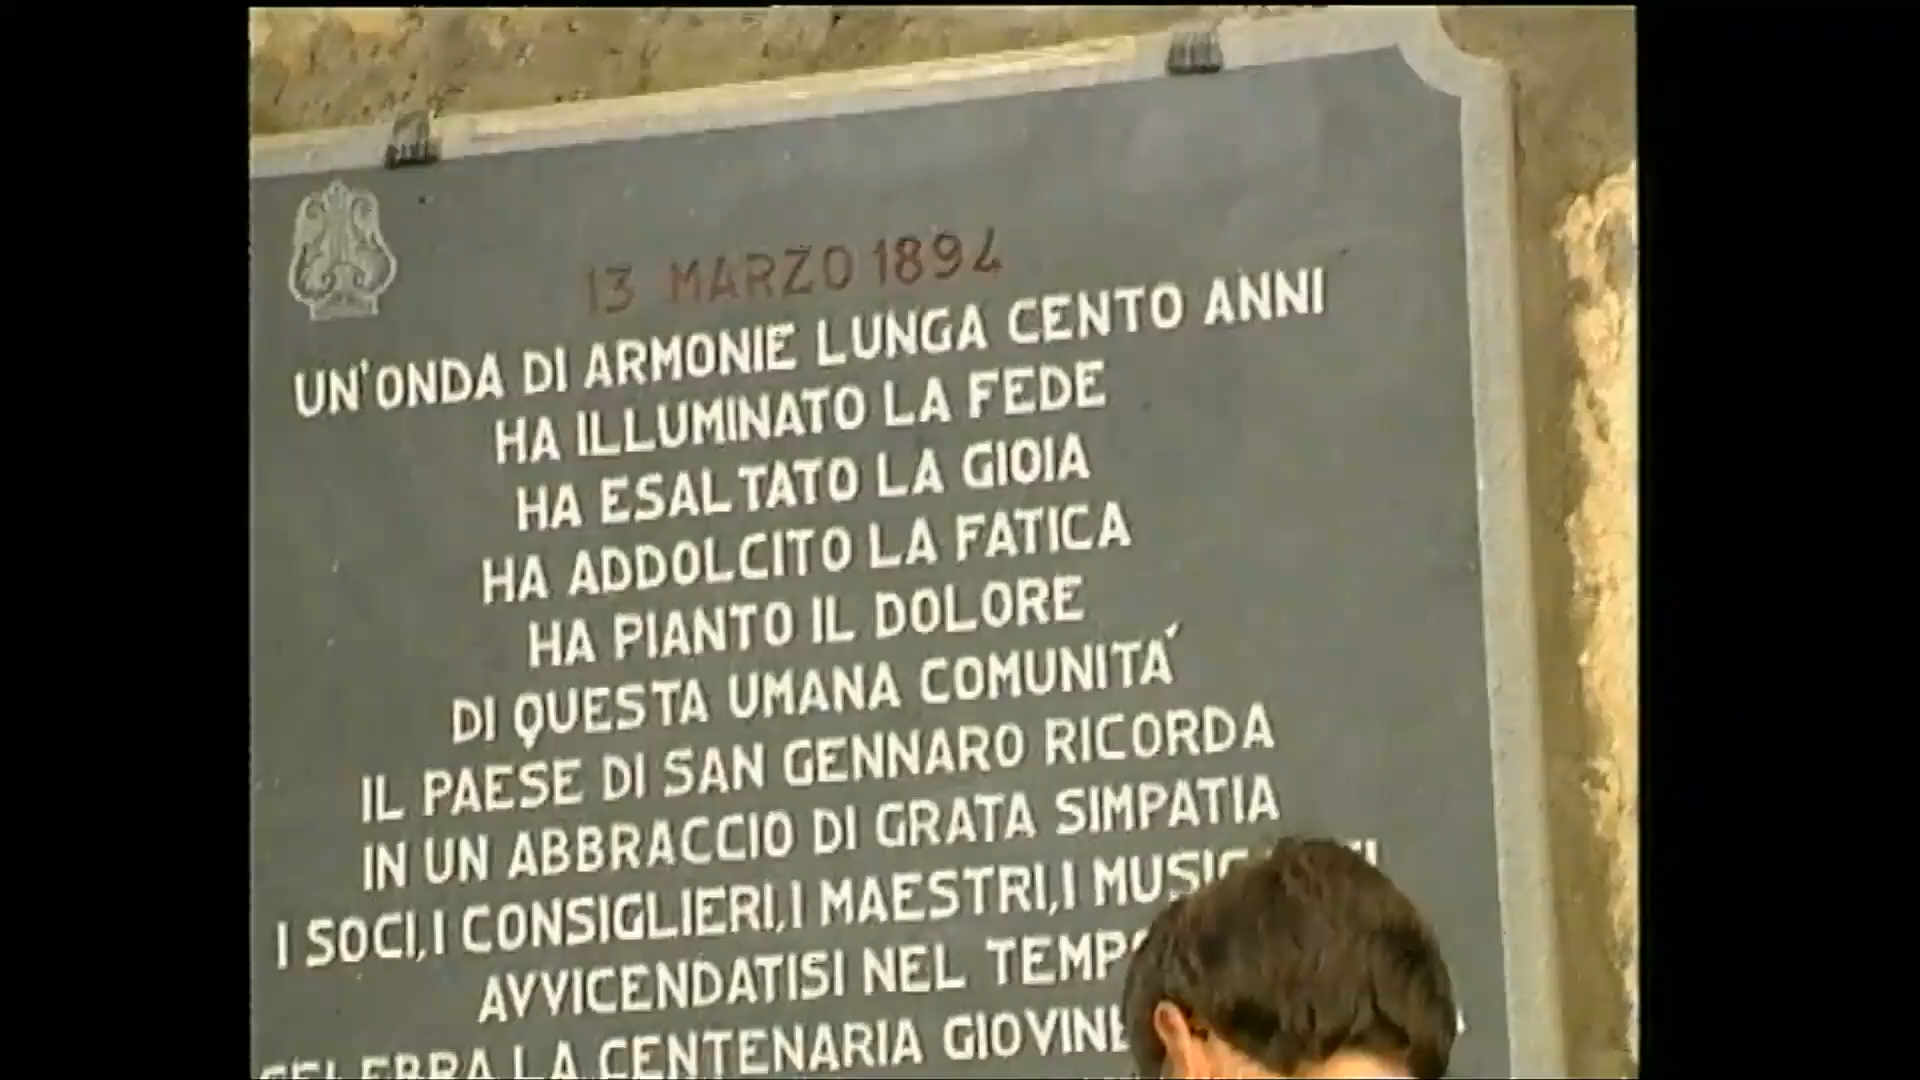 13 MARZO 1894
UN'ONDA DI ARMONIE LUNGA CENTO ANNI
HA ILLUMINATO LA FEDE
HA ESALTATO LA GIOIA
HA ADDOLCITO LA FATICA
HA PIANTO IL DOLORE
DI QUESTA UMANA COMUNITÀ
IL PAESE DI SAN GENNARO RICORDA
IN UN ABBRACCIO DI GRATA SIMPATIA
I SOCI, I CONSIGLIERI, I MAESTRI, I
AVVICENDATISI NEL
CELEBRA LA CENTENARIA